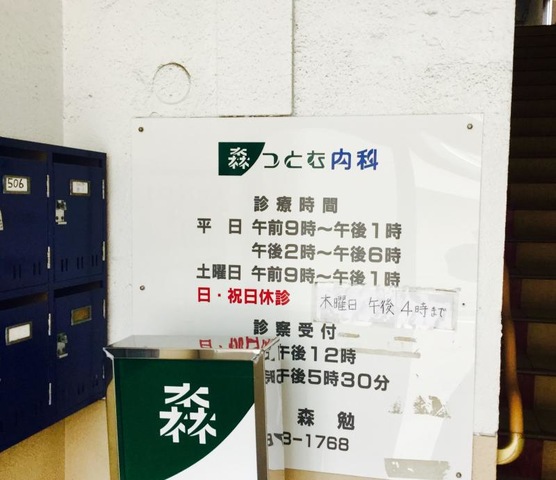 506
森 つとむ内科
診療時間
平 日 午前9時〜午後1時
午後2時〜午後6時
土曜日 午前9時〜午後1時
日・祝日休診
木曜日 午後 4時まで
診察受付
午後12時
午後5時30分
森 勉
3-1768
森